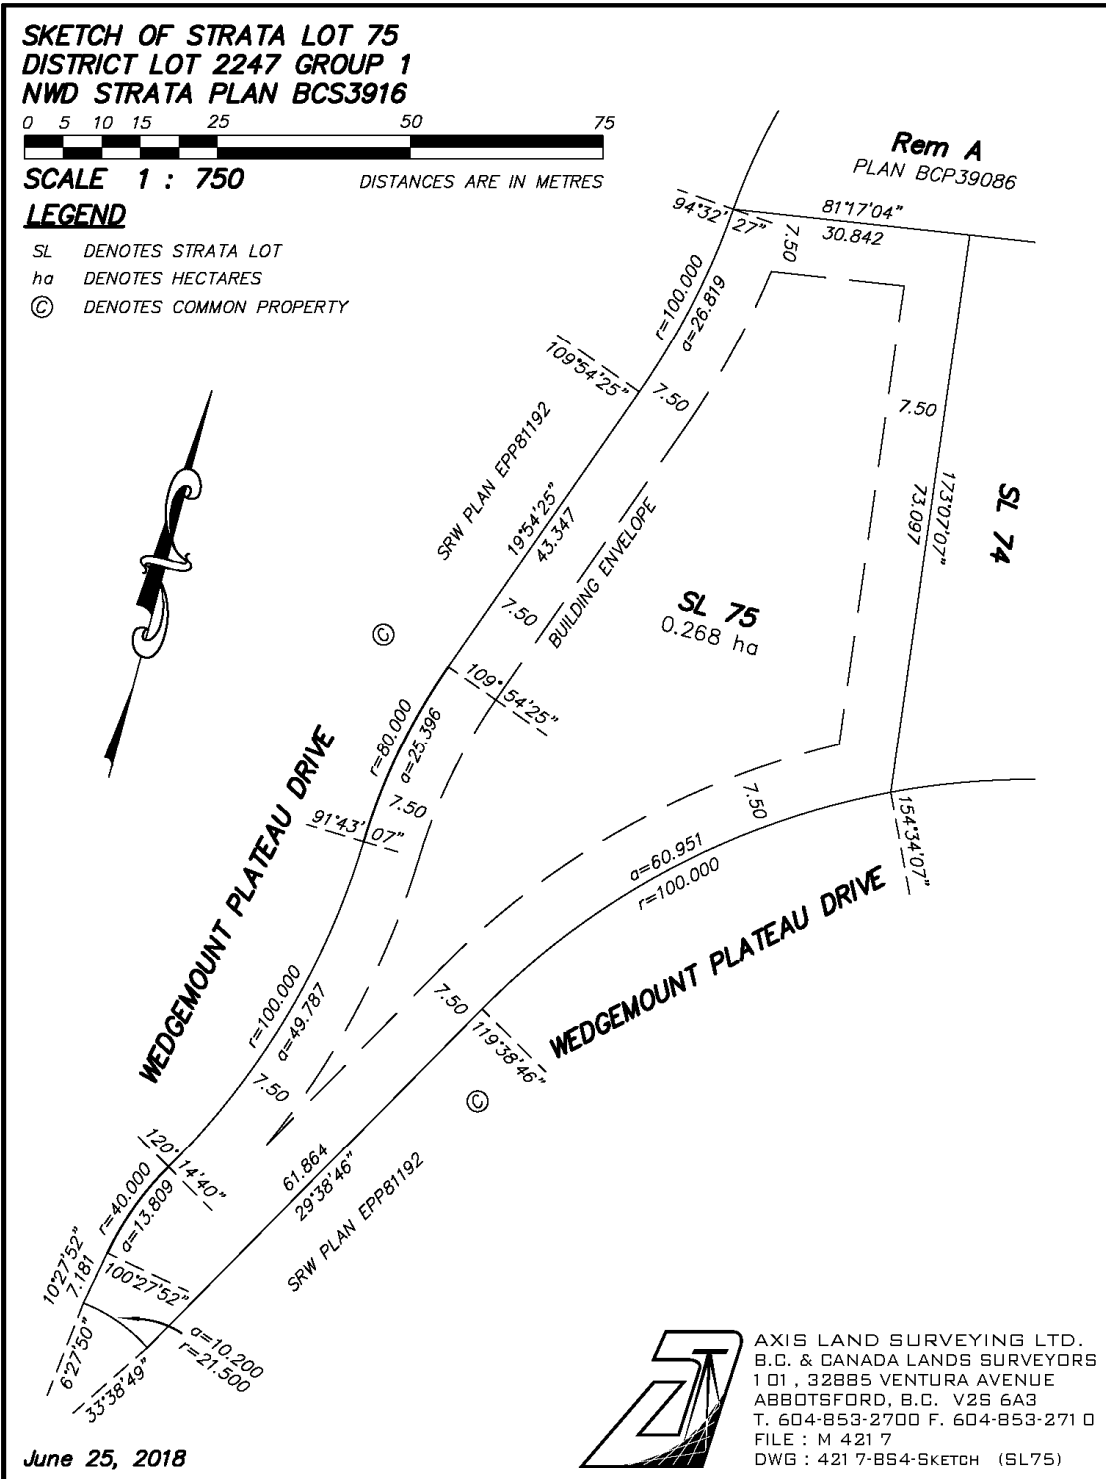 SKETCH OF STRATA LOT 75
DISTRICT LOT 2247 GROUP 1
NWD STRATA PLAN BCS3916
0 5 10 15 25 50 75
SCALE 1 : 750 DISTANCES ARE IN METRES
LEGEND
SL DENOTES STRATA LOT
ha DENOTES HECTARES
Ⓒ DENOTES COMMON PROPERTY
Rem A
PLAN BCP39086
94°32'27"
81°17'04"
30.842
7.50
r=100.000
a=26.819
109°54'25"
7.50
7.50
SRW PLAN EPP81192
19°54'25"
43.347
BUILDING ENVELOPE
173°07'07"
73.097
SL 74
SL 75
0.268 ha
7.50
Ⓒ
109°54'25"
r=80.000
a=25.396
7.50
91°43'07"
WEDGEMOUNT PLATEAU DRIVE
7.50
154°34'07"
a=60.951
r=100.000
WEDGEMOUNT PLATEAU DRIVE
r=100.000
a=49.787
7.50
7.50
119°38'46"
Ⓒ
120°14'40"
61.864
29°38'46"
SRW PLAN EPP81192
r=40.000
a=13.809
10°27'52"
7.181
100°27'52"
a=10.200
r=21.500
6°27'50"
33°38'49"
June 25, 2018
AXIS LAND SURVEYING LTD.
B.C. & CANADA LANDS SURVEYORS
101, 32885 VENTURA AVENUE
ABBOTSFORD, B.C. V2S 6A3
T. 604-853-2700 F. 604-853-2710
FILE : M 4217
DWG : 4217-BS4-SKETCH (SL75)